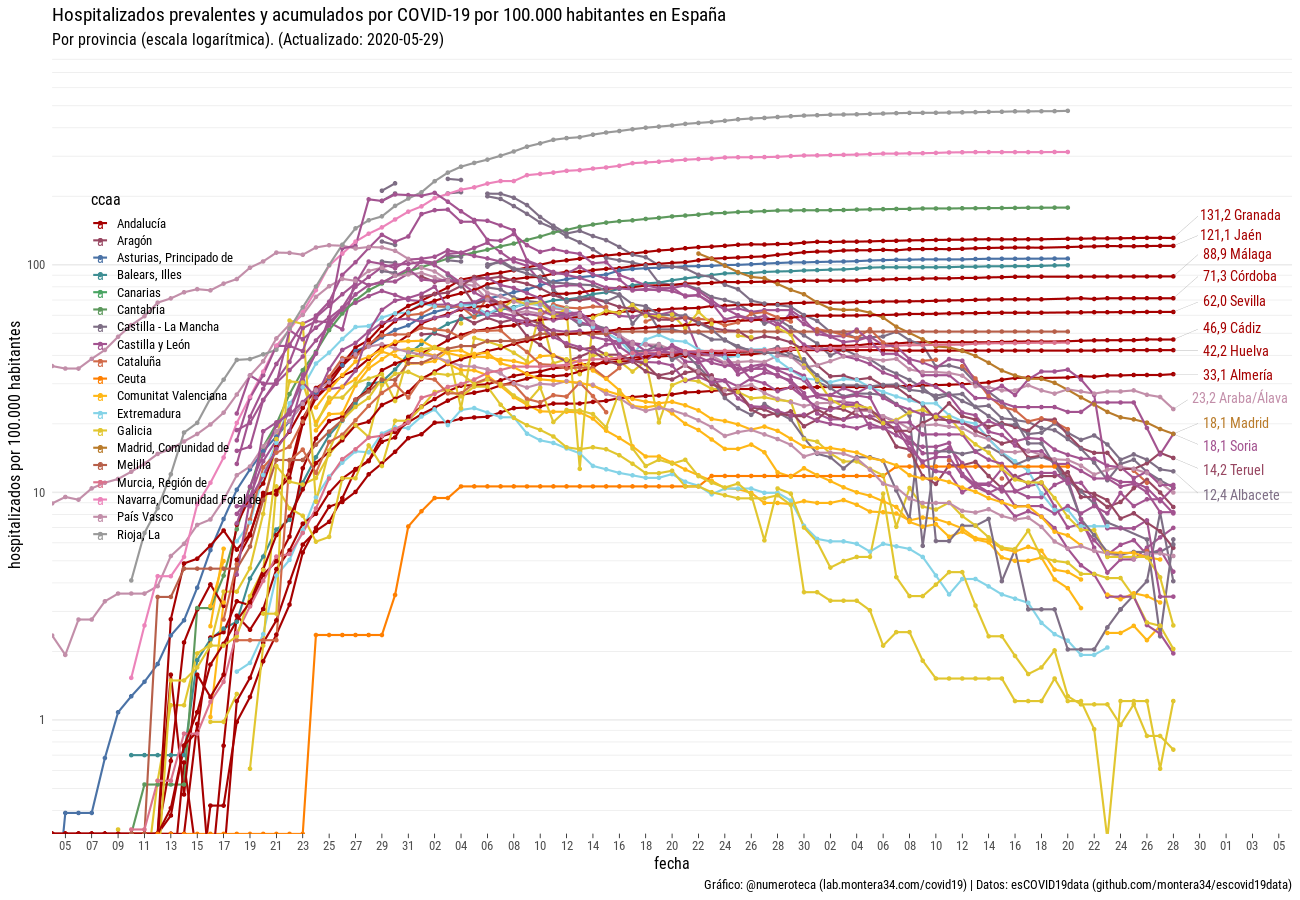 Hospitalizados prevalentes y acumulados por COVID-19 por 100.000 habitantes en España
Por provincia (escala logarítmica). (Actualizado: 2020-05-29)
hospitalizados por 100.000 habitantes
100
10
1
ccaa
Andalucía
Aragón
Asturias, Principado de
Balears, Illes
Canarias
Cantabria
Castilla - La Mancha
Castilla y León
Cataluña
Ceuta
Comunitat Valenciana
Extremadura
Galicia
Madrid, Comunidad de
Melilla
Murcia, Región de
Navarra, Comunidad Foral de
País Vasco
Rioja, La
131,2 Granada
121,1 Jaén
88,9 Málaga
71,3 Córdoba
62,0 Sevilla
46,9 Cádiz
42,2 Huelva
33,1 Almería
23,2 Araba/Álava
18,1 Madrid
18,1 Soria
14,2 Teruel
12,4 Albacete
05 07 09 11 13 15 17 19 21 23 25 27 29 31 02 04 06 08 10 12 14 16 18 20 22 24 26 28 30 02 04 06 08 10 12 14 16 18 20 22 24 26 28 30 01 03 05
fecha
Gráfico: @numeroteca (lab.montera34.com/covid19) | Datos: esCOVID19data (github.com/montera34/escovid19data)